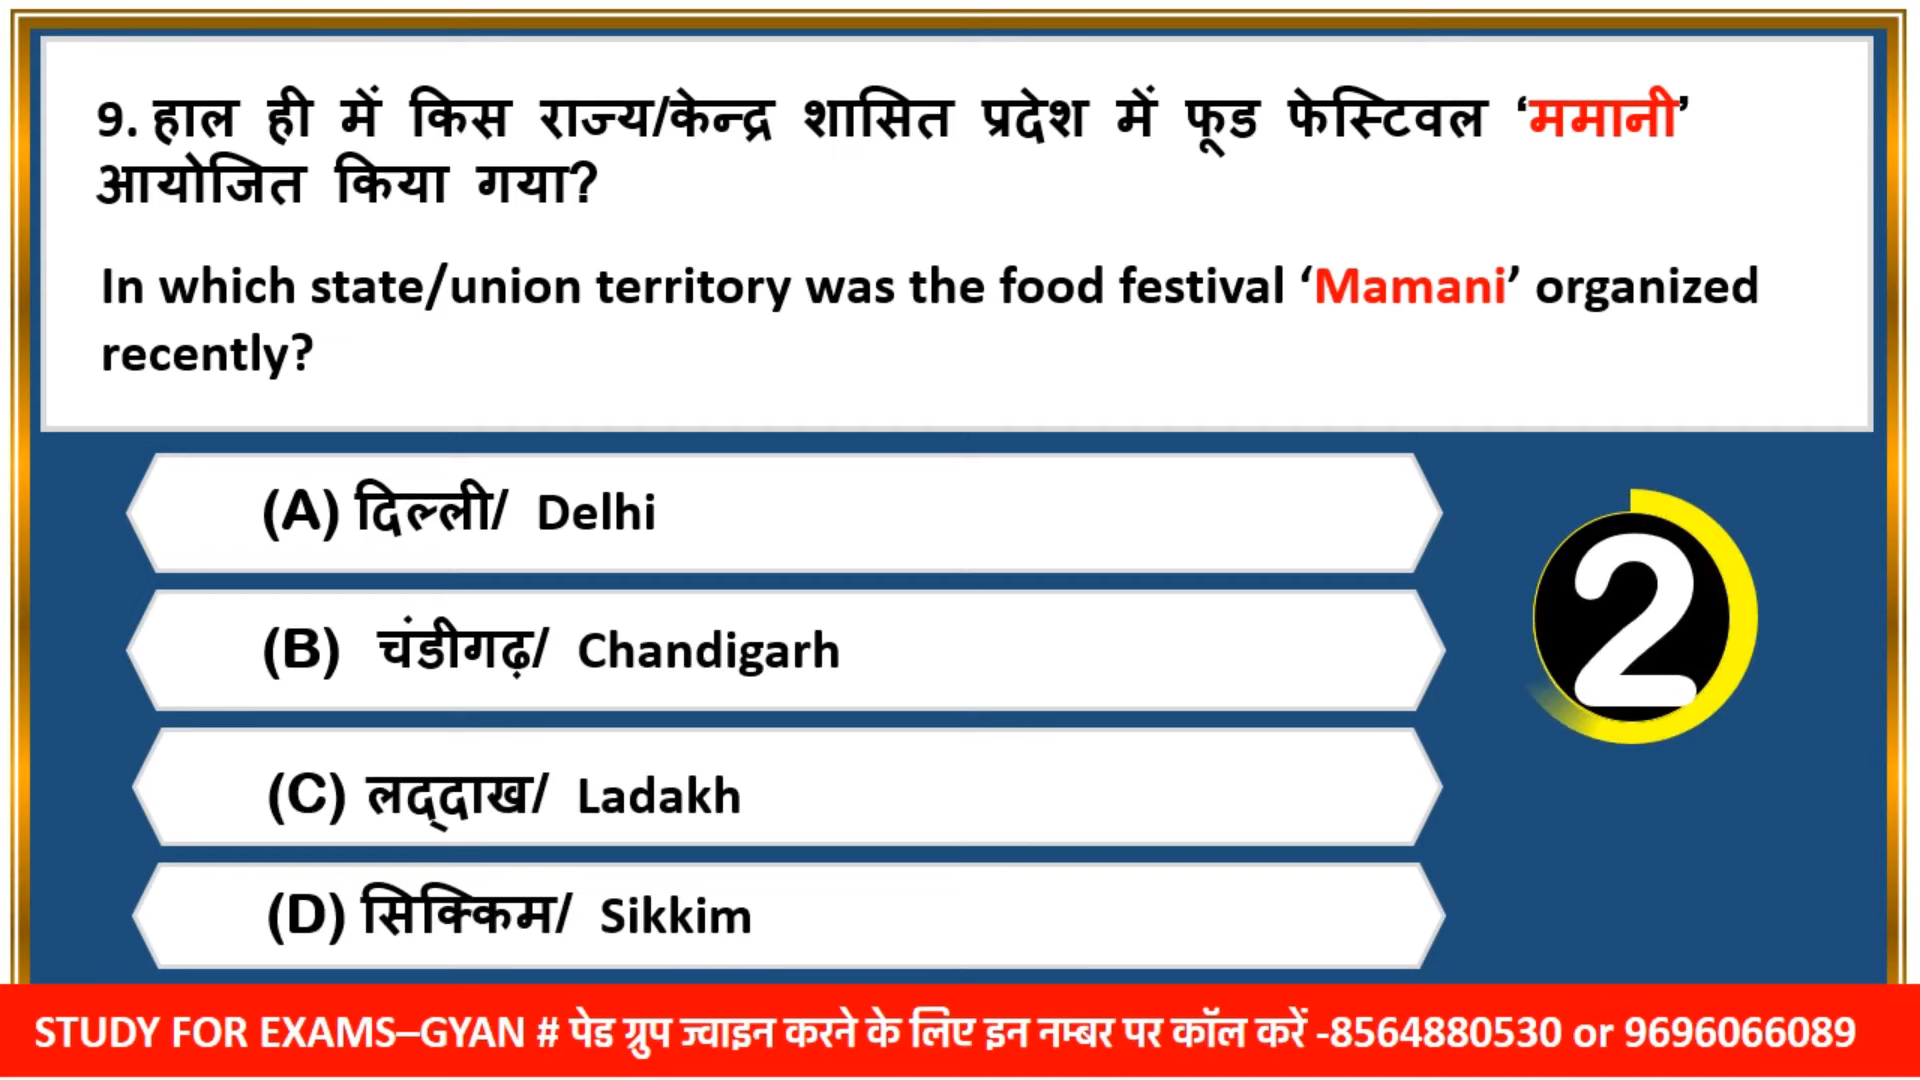 9. हाल ही में किस राज्य/केन्द्र शासित प्रदेश में फूड फेस्टिवल ‘ममानी’
आयोजित किया गया?
In which state/union territory was the food festival ‘Mamani’ organized
recently?
(A) दिल्ली/ Delhi
(B) चंडीगढ़/ Chandigarh
2
(C) लद्दाख/ Ladakh
(D) सिक्किम/ Sikkim
STUDY FOR EXAMS–GYAN # पेड ग्रुप ज्वाइन करने के लिए इन नम्बर पर कॉल करें -8564880530 or 9696066089